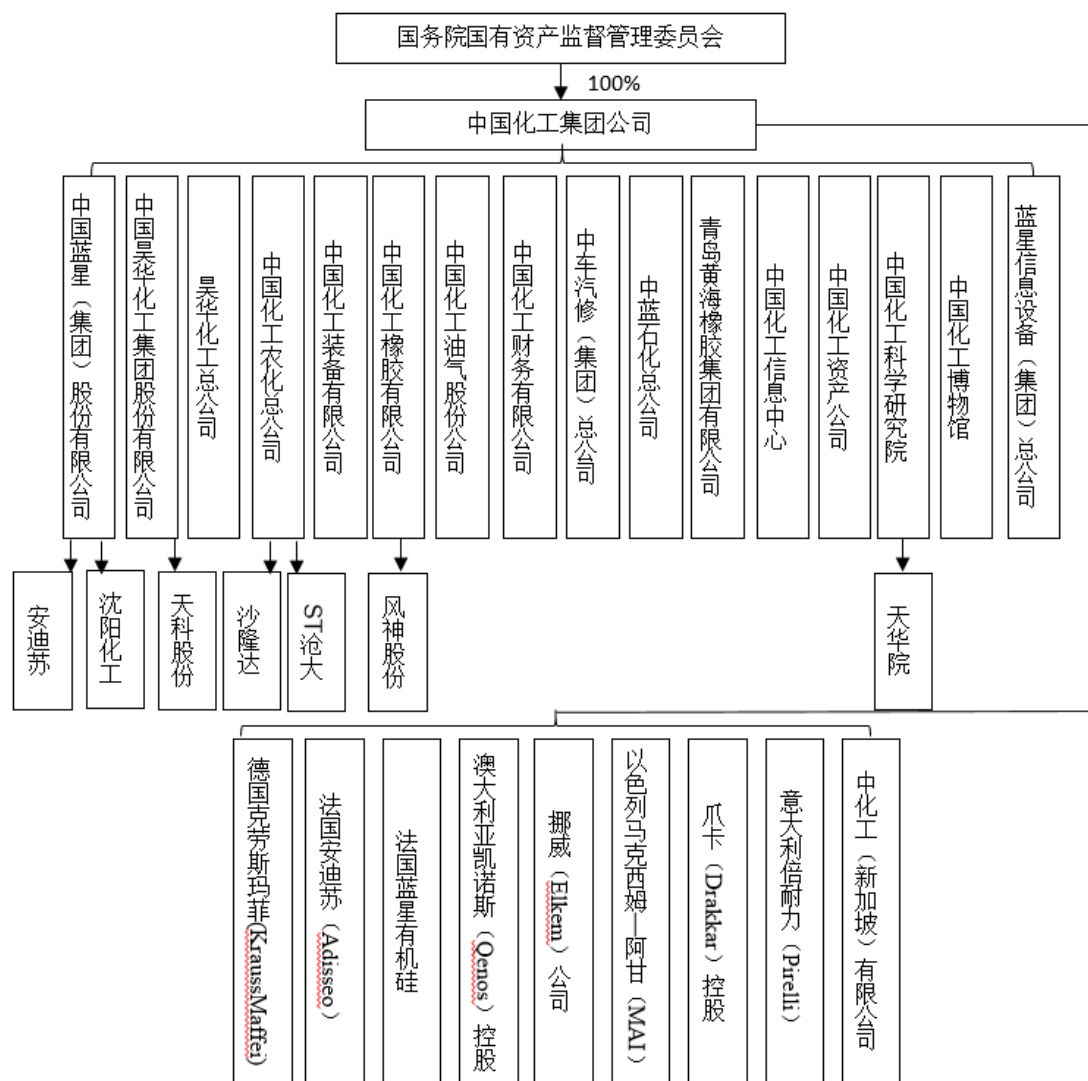 国务院国有资产监督管理委员会
100%
中国化工集团公司
中国蓝星（集团）股份有限公司
中国昊华化工集团股份有限公司
昊华化工总公司
中国化工农化总公司
中国化工装备有限公司
中国化工橡胶有限公司
中国化工油气股份公司
中国化工财务有限公司
中车汽修（集团）总公司
中蓝石化总公司
青岛黄海橡胶集团有限公司
中国化工信息中心
中国化工资产公司
中国化工科学研究院
中国化工博物馆
蓝星信息设备（集团）总公司
安迪苏
沈阳化工
天科股份
沙隆达
ST沧大
风神股份
天华院
德国克劳斯玛菲(KraussMaffei)
法国安迪苏（Adisseo）
法国蓝星有机硅
澳大利亚凯诺斯（Qenos）控股
挪威（Elkem）公司
以色列马克西姆—阿甘（MAI）
爪卡（Drakkar）控股
意大利倍耐力（Pirelli）
中化工（新加坡）有限公司